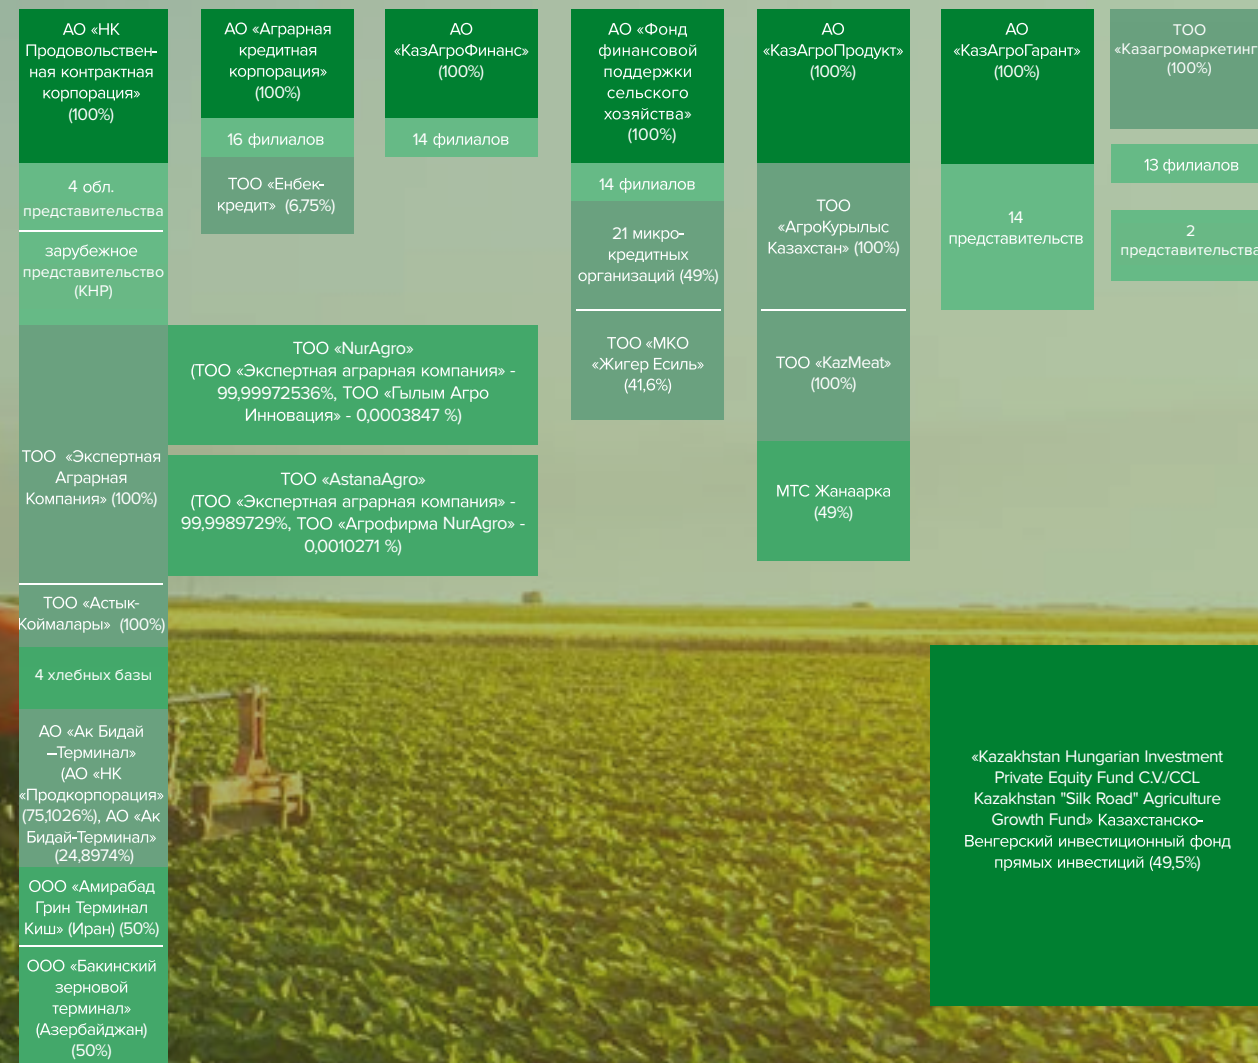 АО «НК
Продовольствен-
ная контрактная
корпорация»
(100%)
4 обл.
представительства
зарубежное
представительство
(КНР)
ТОО «Экспертная
Аграрная
Компания» (100%)
ТОО «Астык-
Коймалары» (100%)
4 хлебных базы
АО «Ак Бидай
–Терминал»
(АО «НК
«Продкорпорация»
(75,1026%), АО «Ак
Бидай-Терминал»
(24,8974%)
ООО «Амирабад
Грин Терминал
Киш» (Иран) (50%)
ООО «Бакинский
зерновой
терминал»
(Азербайджан)
(50%)
АО «Аграрная
кредитная
корпорация»
(100%)
16 филиалов
ТОО «Енбек-
кредит» (6,75%)
АО
«КазАгроФинанс»
(100%)
14 филиалов
ТОО «NurAgro»
(ТОО «Экспертная аграрная компания» -
99,99972536%, ТОО «Гылым Агро
Инновация» - 0,0003847 %)
ТОО «AstanaAgro»
(ТОО «Экспертная аграрная компания» -
99,9989729%, ТОО «Агрофирма NurAgro» -
0,0010271 %)
АО «Фонд
финансовой
поддержки
сельского
хозяйства»
(100%)
14 филиалов
21 микро-
кредитных
организаций (49%)
ТОО «МКО
«Жигер Есиль»
(41,6%)
АО
«КазАгроПродукт»
(100%)
ТОО
«АгроКурылыс
Казахстан» (100%)
ТОО «KazMeat»
(100%)
МТС Жанаарка
(49%)
АО
«КазАгроГарант»
(100%)
14
представительств
ТОО
«Казагромаркетинг
(100%)
13 филиалов
2
представительства
«Kazakhstan Hungarian Investment
Private Equity Fund C.V./CCL
Kazakhstan "Silk Road" Agriculture
Growth Fund» Казахстанско-
Венгерский инвестиционный фонд
прямых инвестиций (49,5%)